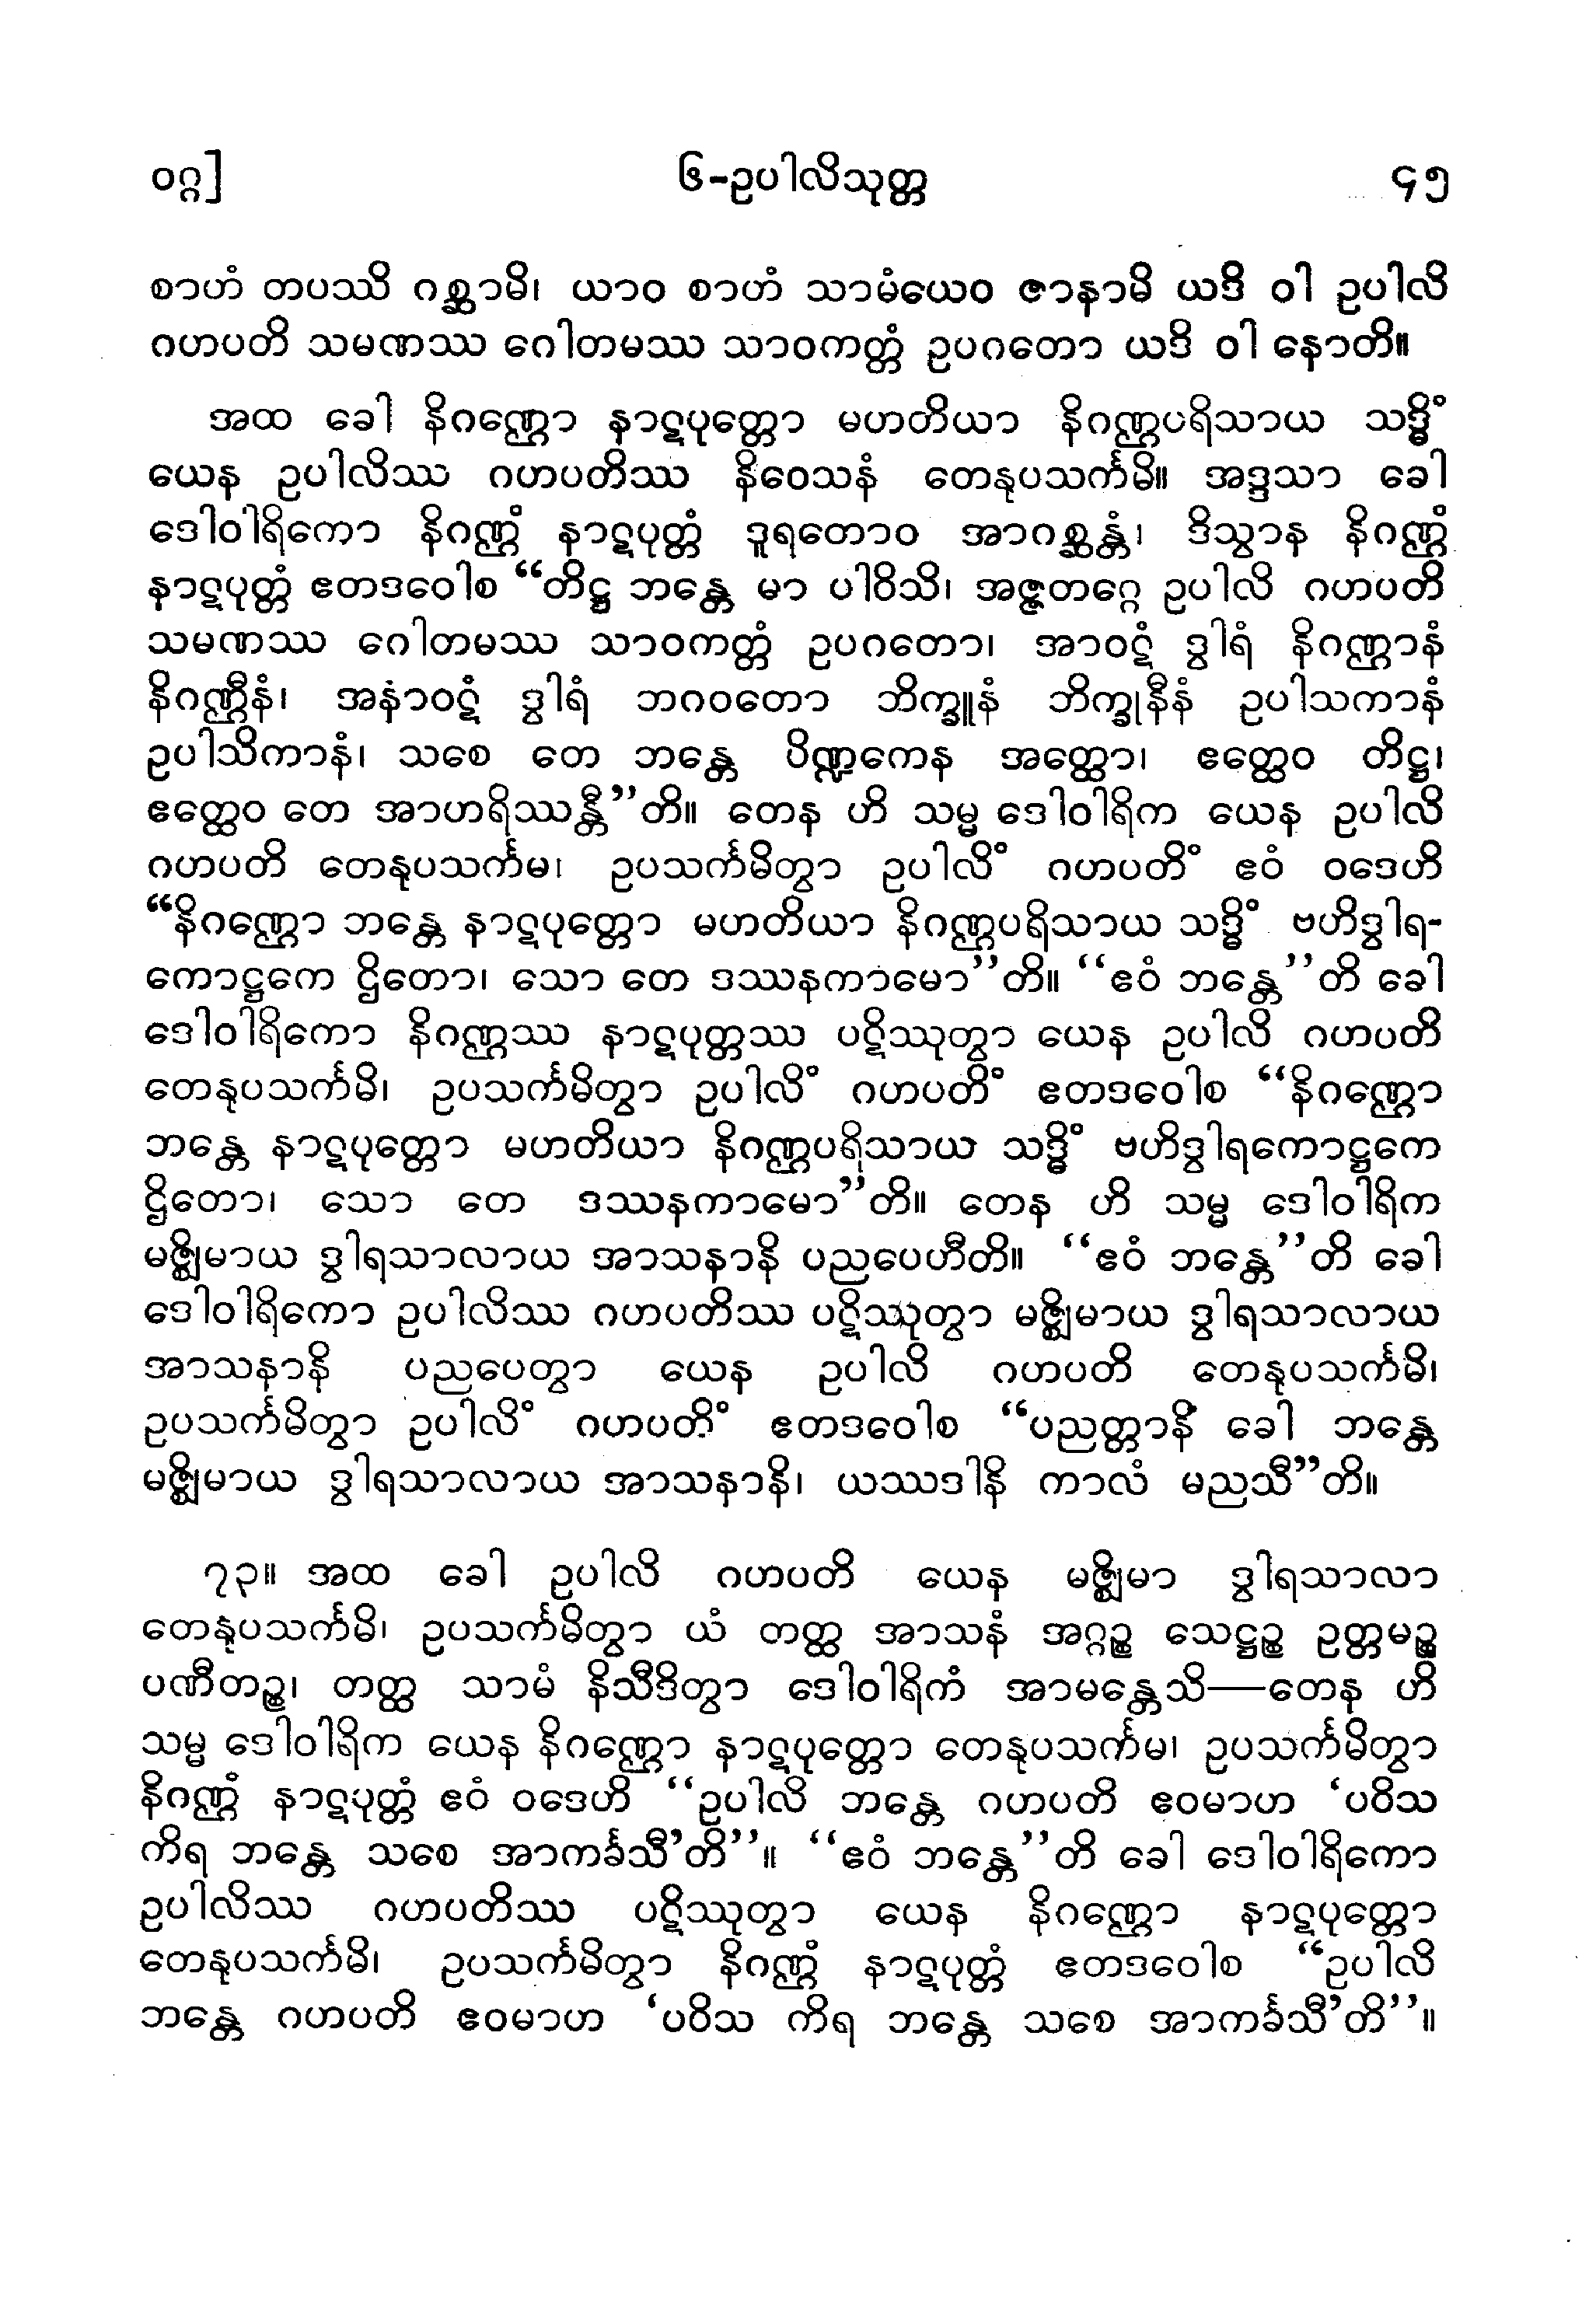 ဝဂ္ဂ] ၆-ဥပါလိသုတ္တ ၄၅
စာဟံ တပဿိ ဂစ္ဆာမိ၊ ယာဝ စာဟံ သာမံယေဝ ဇာနာမိ ယဒိ ဝါ ဥပါလိ
ဂဟပတိ သမဏဿ ဂေါတမဿ သာဝကတ္တံ ဥပဂတော ယဒိ ဝါ နောတိ။
အထ ခေါ နိဂဏ္ဌော နာဋပုတ္တော မဟတိယာ နိဂဏ္ဌပရိသာယ သဒ္ဓိံ
ယေန ဥပါလိဿ ဂဟပတိဿ နိဝေသနံ တေနုပသင်္ကမိ။ အဒ္ဒသာ ခေါ
ဒေါဝါရိကော နိဂဏ္ဌံ နာဋပုတ္တံ ဒူရတောဝ အာဂစ္ဆန္တံ၊ ဒိသွာန နိဂဏ္ဌံ
နာဋပုတ္တံ ဧတဒဝေါစ “တိဋ္ဌ ဘန္တေ မာ ပါဝိသိ၊ အဇ္ဇတဂ္ဂေ ဥပါလိ ဂဟပတိ
သမဏဿ ဂေါတမဿ သာဝကတ္တံ ဥပဂတော၊ အာဝဋံ ဒွါရံ နိဂဏ္ဌာနံ
နိဂဏ္ဌီနံ၊ အနာဝဋံ ဒွါရံ ဘဂဝတော ဘိက္ခူနံ ဘိက္ခုနီနံ ဥပါသကာနံ
ဥပါသိကာနံ၊ သစေ တေ ဘန္တေ ပိဏ္ဍကေန အတ္ထော၊ ဧတ္ထေဝ တိဋ္ဌ၊
ဧတ္ထေဝ တေ အာဟရိဿန္တီ”တိ။ တေန ဟိ သမ္မ ဒေါဝါရိက ယေန ဥပါလိ
ဂဟပတိ တေနုပသင်္ကမ၊ ဥပသင်္ကမိတွာ ဥပါလိံ ဂဟပတိံ ဧဝံ ဝဒေဟိ
“နိဂဏ္ဌော ဘန္တေ နာဋပုတ္တော မဟတိယာ နိဂဏ္ဌပရိသာယ သဒ္ဓိံ ဗဟိဒွါရ-
ကောဋ္ဌကေ ဌိတော၊ သော တေ ဒဿနကာမော”တိ။ “ဧဝံ ဘန္တေ”တိ ခေါ
ဒေါဝါရိကော နိဂဏ္ဌဿ နာဋပုတ္တဿ ပဋိဿုတွာ ယေန ဥပါလိ ဂဟပတိ
တေနုပသင်္ကမိ၊ ဥပသင်္ကမိတွာ ဥပါလိံ ဂဟပတိံ ဧတဒဝေါစ “နိဂဏ္ဌော
ဘန္တေ နာဋပုတ္တော မဟတိယာ နိဂဏ္ဌပရိသာယ သဒ္ဓိံ ဗဟိဒွါရကောဋ္ဌကေ
ဌိတော၊ သော တေ ဒဿနကာမော”တိ။ တေန ဟိ သမ္မ ဒေါဝါရိက
မဇ္ဈိမာယ ဒွါရသာလာယ အာသနာနိ ပညပေဟီတိ။ “ဧဝံ ဘန္တေ”တိ ခေါ
ဒေါဝါရိကော ဥပါလိဿ ဂဟပတိဿ ပဋိဿုတွာ မဇ္ဈိမာယ ဒွါရသာလာယ
အာသနာနိ ပညပေတွာ ယေန ဥပါလိ ဂဟပတိ တေနုပသင်္ကမိ၊
ဥပသင်္ကမိတွာ ဥပါလိံ ဂဟပတိံ ဧတဒဝေါစ “ပညတ္တာနိ ခေါ ဘန္တေ
မဇ္ဈိမာယ ဒွါရသာလာယ အာသနာနိ၊ ယဿဒါနိ ကာလံ မညသီ”တိ။
၇၃။ အထ ခေါ ဥပါလိ ဂဟပတိ ယေန မဇ္ဈိမာ ဒွါရသာလာ
တေနုပသင်္ကမိ၊ ဥပသင်္ကမိတွာ ယံ တတ္ထ အာသနံ အဂ္ဂဉ္စ သေဋ္ဌဉ္စ ဥတ္တမဉ္စ
ပဏီတဉ္စ၊ တတ္ထ သာမံ နိသီဒိတွာ ဒေါဝါရိကံ အာမန္တေသိ—တေန ဟိ
သမ္မ ဒေါဝါရိက ယေန နိဂဏ္ဌော နာဋပုတ္တော တေနုပသင်္ကမ၊ ဥပသင်္ကမိတွာ
နိဂဏ္ဌံ နာဋပုတ္တံ ဧဝံ ဝဒေဟိ “ဥပါလိ ဘန္တေ ဂဟပတိ ဧဝမာဟ ‘ပဝိသ
ကိရ ဘန္တေ သစေ အာကင်္ခသီ’တိ”။ “ဧဝံ ဘန္တေ”တိ ခေါ ဒေါဝါရိကော
ဥပါလိဿ ဂဟပတိဿ ပဋိဿုတွာ ယေန နိဂဏ္ဌော နာဋပုတ္တော
တေနုပသင်္ကမိ၊ ဥပသင်္ကမိတွာ နိဂဏ္ဌံ နာဋပုတ္တံ ဧတဒဝေါစ “ဥပါလိ
ဘန္တေ ဂဟပတိ ဧဝမာဟ ‘ပဝိသ ကိရ ဘန္တေ သစေ အာကင်္ခသီ’တိ”။